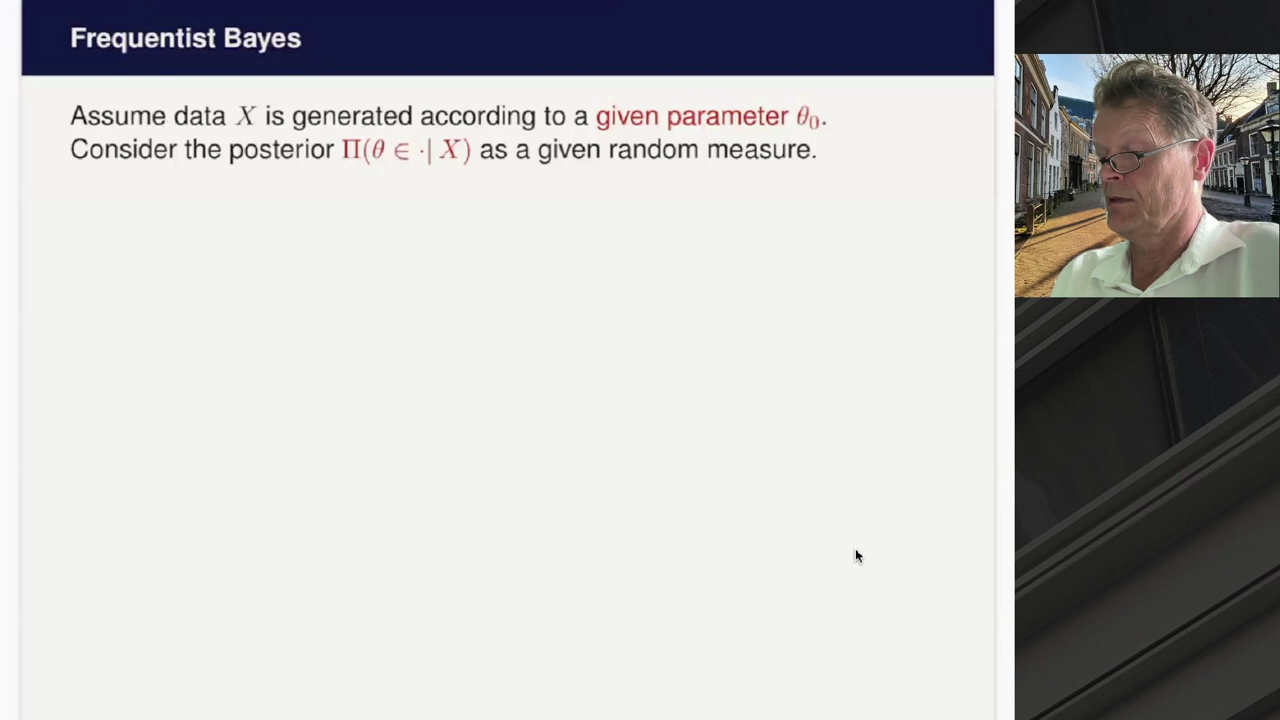 Frequentist Bayes
Assume data X is generated according to a given parameter θ₀.
Consider the posterior Π(θ ∈ ·| X) as a given random measure.